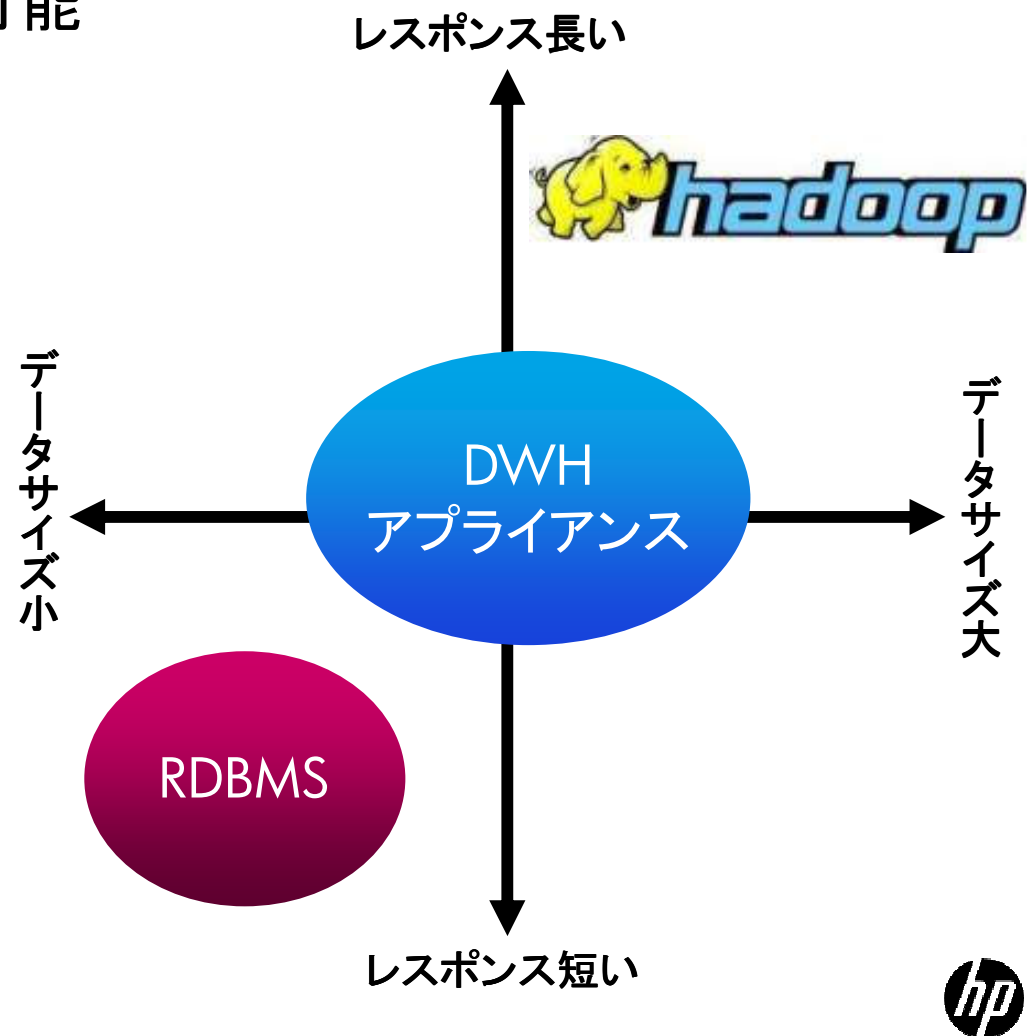 可能
レスポンス長い
hadoop
データサイズ小
DWH
アプライアンス
データサイズ大
RDBMS
レスポンス短い
hp